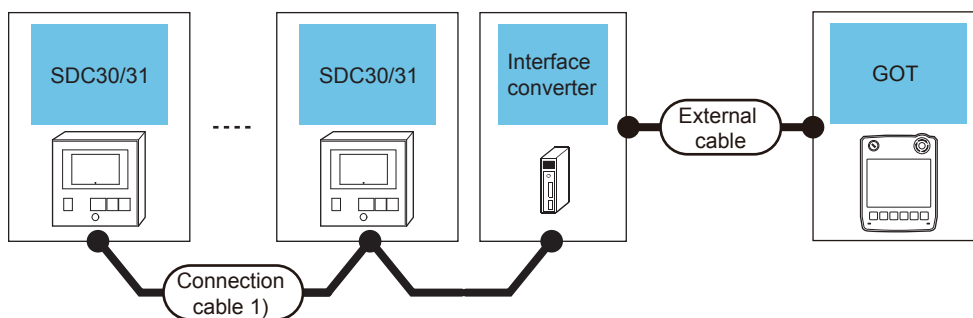 SDC30/31
SDC30/31
Interface
converter
GOT
External
cable
Connection
cable 1)